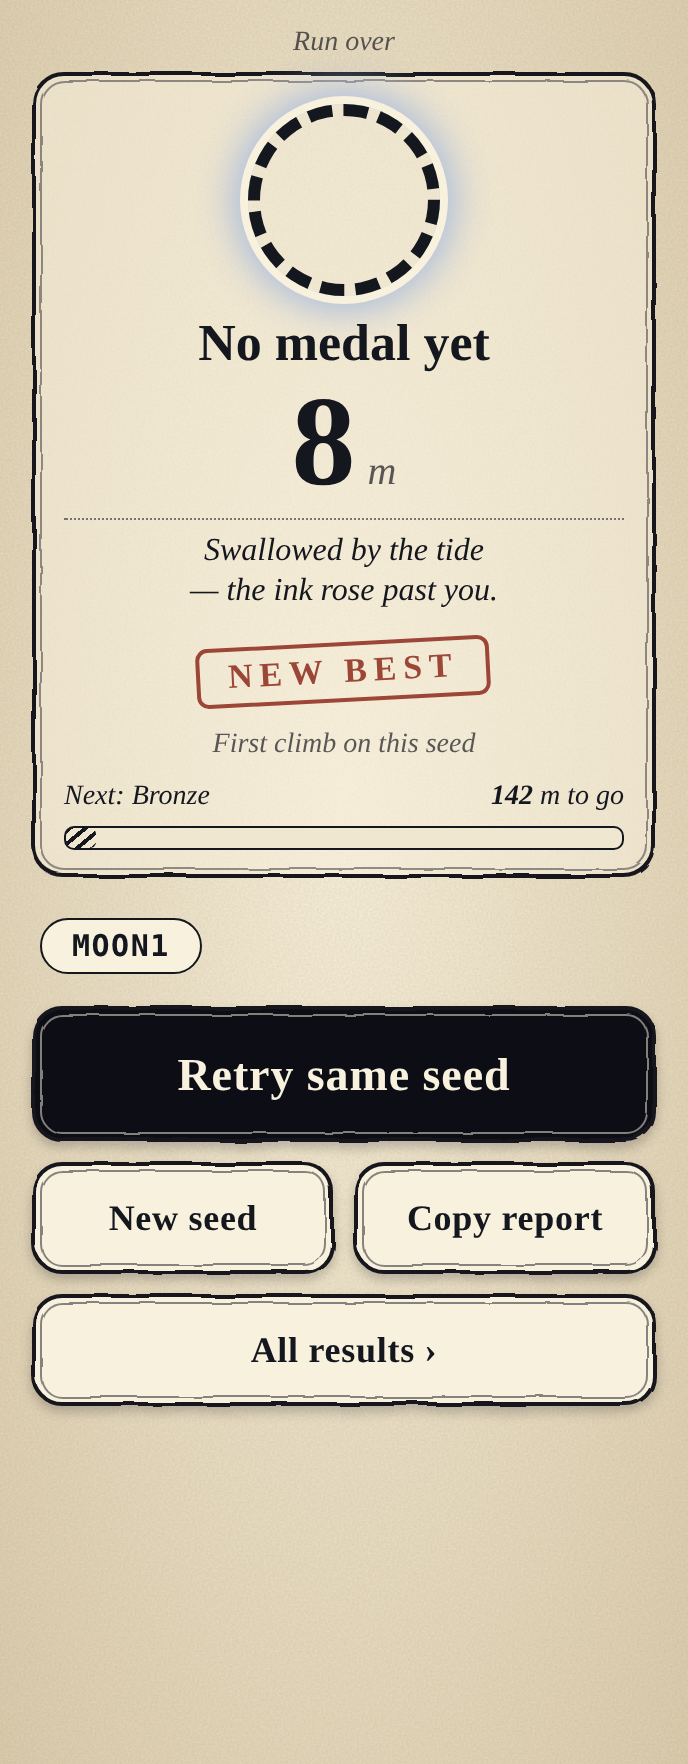 Run over
No medal yet
8 m
Swallowed by the tide
— the ink rose past you.
NEW BEST
First climb on this seed
Next: Bronze 142 m to go
MOON1
Retry same seed
New seed Copy report
All results ›